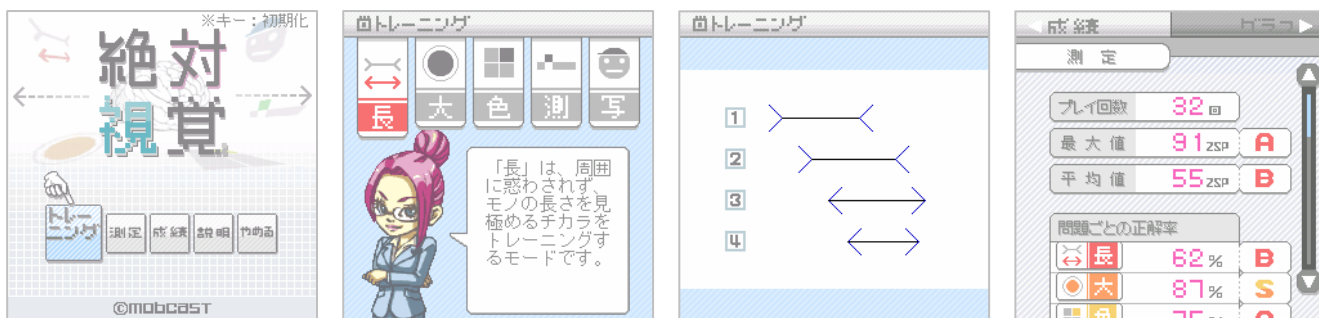 ※キー：初期化
絶対
視覚
トレー
ニング
測定
成績
説明
やめる
©mobcast
トレーニング
長
大
色
測
写
「長」は、周囲
に惑わされず、
モノの長さを見
極めるチカラを
トレーニングす
るモードです。
トレーニング
1
2
3
4
成績
グラフ
測定
プレイ回数 32回
最大値 91ZSP A
平均値 55ZSP B
問題ごとの正解率
長 62% B
大 87% S